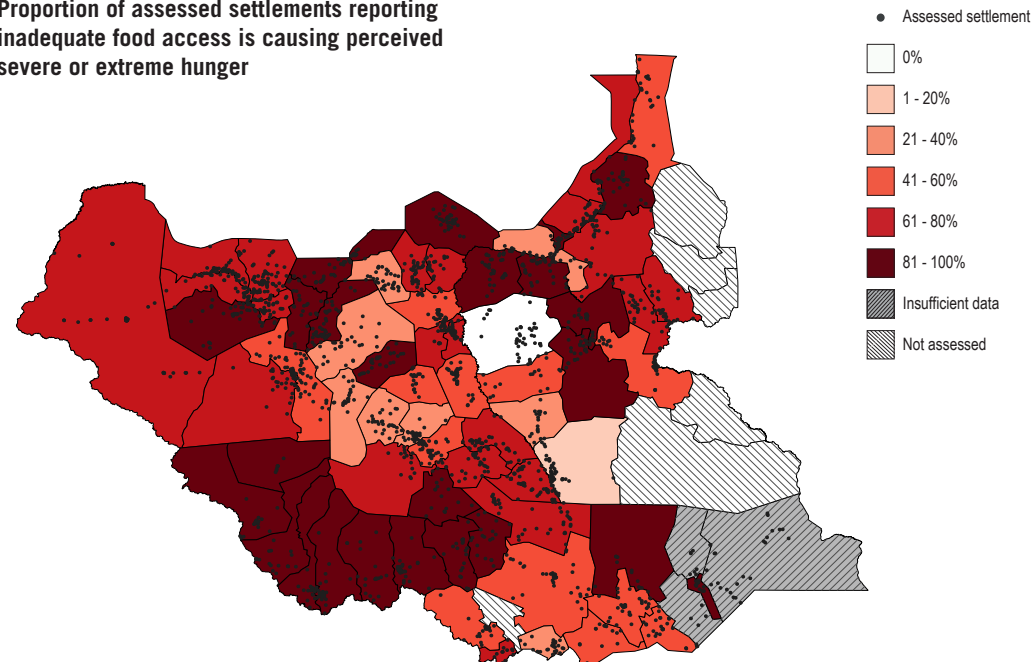 Proportion of assessed settlements reporting
inadequate food access is causing perceived
severe or extreme hunger
Assessed settlement
0%
1 - 20%
21 - 40%
41 - 60%
61 - 80%
81 - 100%
Insufficient data
Not assessed